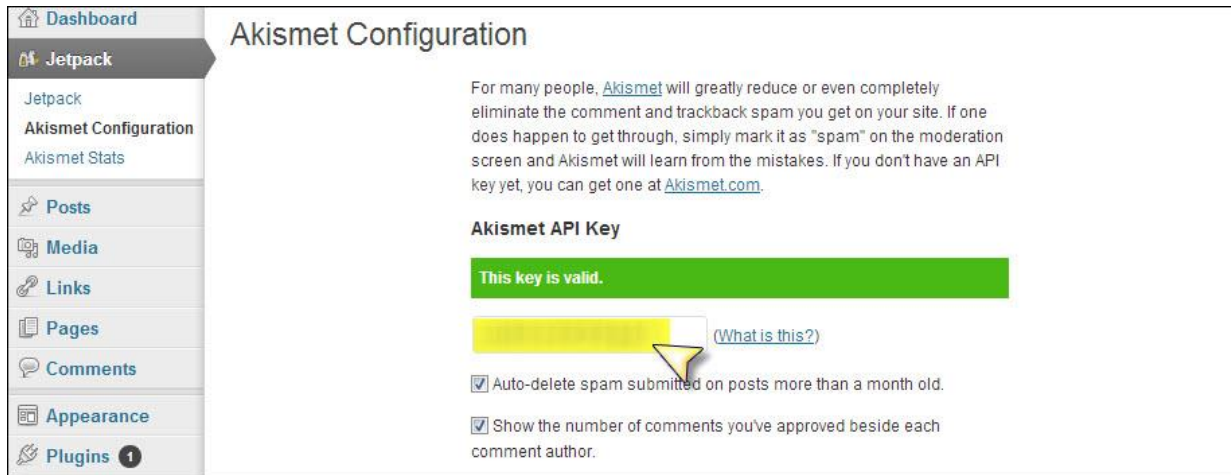 Dashboard
Jetpack
Jetpack
Akismet Configuration
Akismet Stats
Posts
Media
Links
Pages
Comments
Appearance
Plugins 1
Akismet Configuration
For many people, Akismet will greatly reduce or even completely
eliminate the comment and trackback spam you get on your site. If one
does happen to get through, simply mark it as "spam" on the moderation
screen and Akismet will learn from the mistakes. If you don't have an API
key yet, you can get one at Akismet.com.
Akismet API Key
This key is valid.
(What is this?)
Auto-delete spam submitted on posts more than a month old.
Show the number of comments you've approved beside each
comment author.